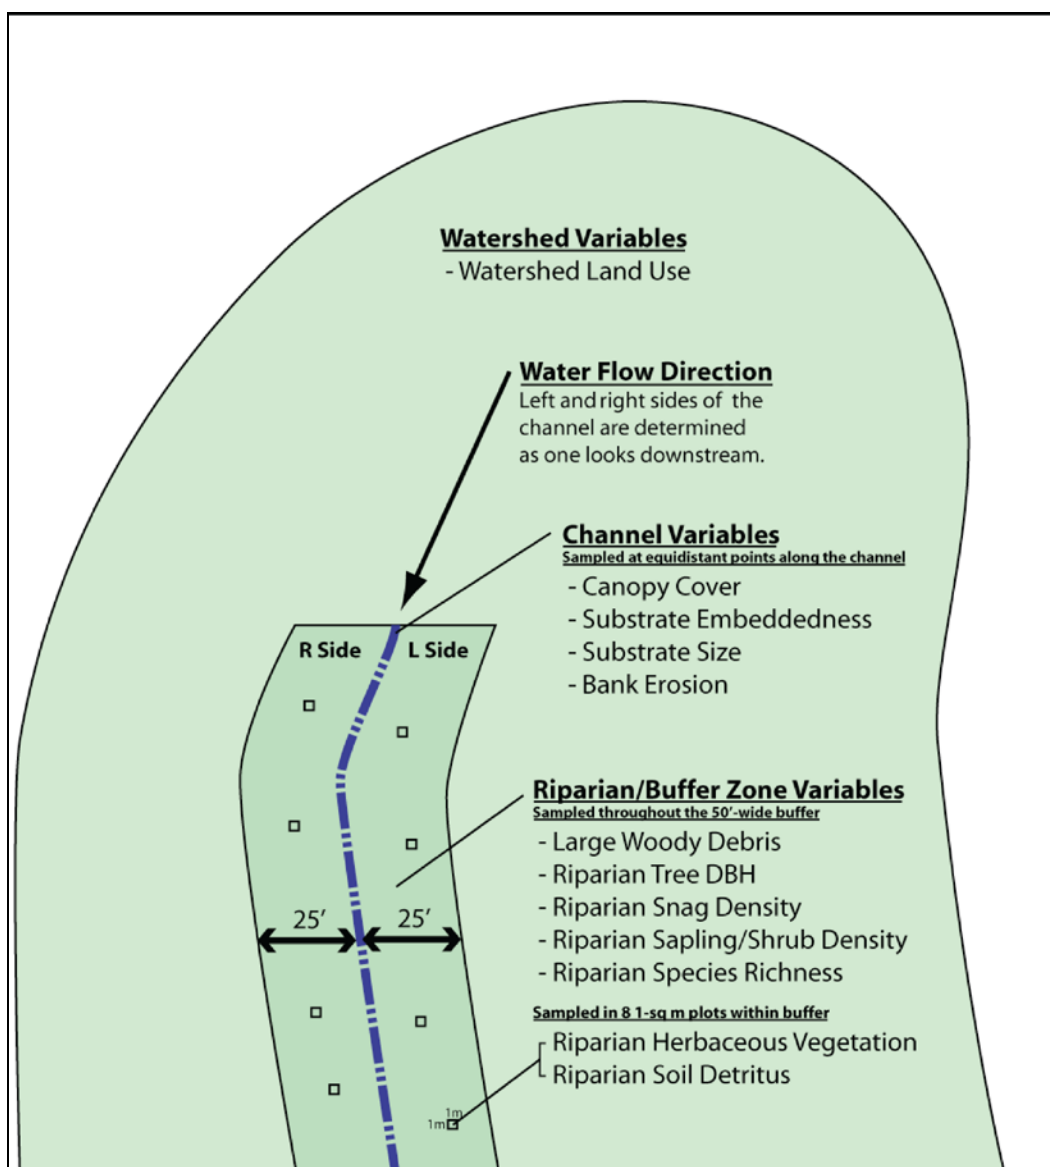 Watershed Variables
- Watershed Land Use
Water Flow Direction
Left and right sides of the
channel are determined
as one looks downstream.
Channel Variables
Sampled at equidistant points along the channel
- Canopy Cover
- Substrate Embeddedness
- Substrate Size
- Bank Erosion
R Side
L Side
Riparian/Buffer Zone Variables
Sampled throughout the 50'-wide buffer
- Large Woody Debris
- Riparian Tree DBH
- Riparian Snag Density
- Riparian Sapling/Shrub Density
- Riparian Species Richness
25'
25'
Sampled in 8 1-sq m plots within buffer
Riparian Herbaceous Vegetation
Riparian Soil Detritus
1m
1m